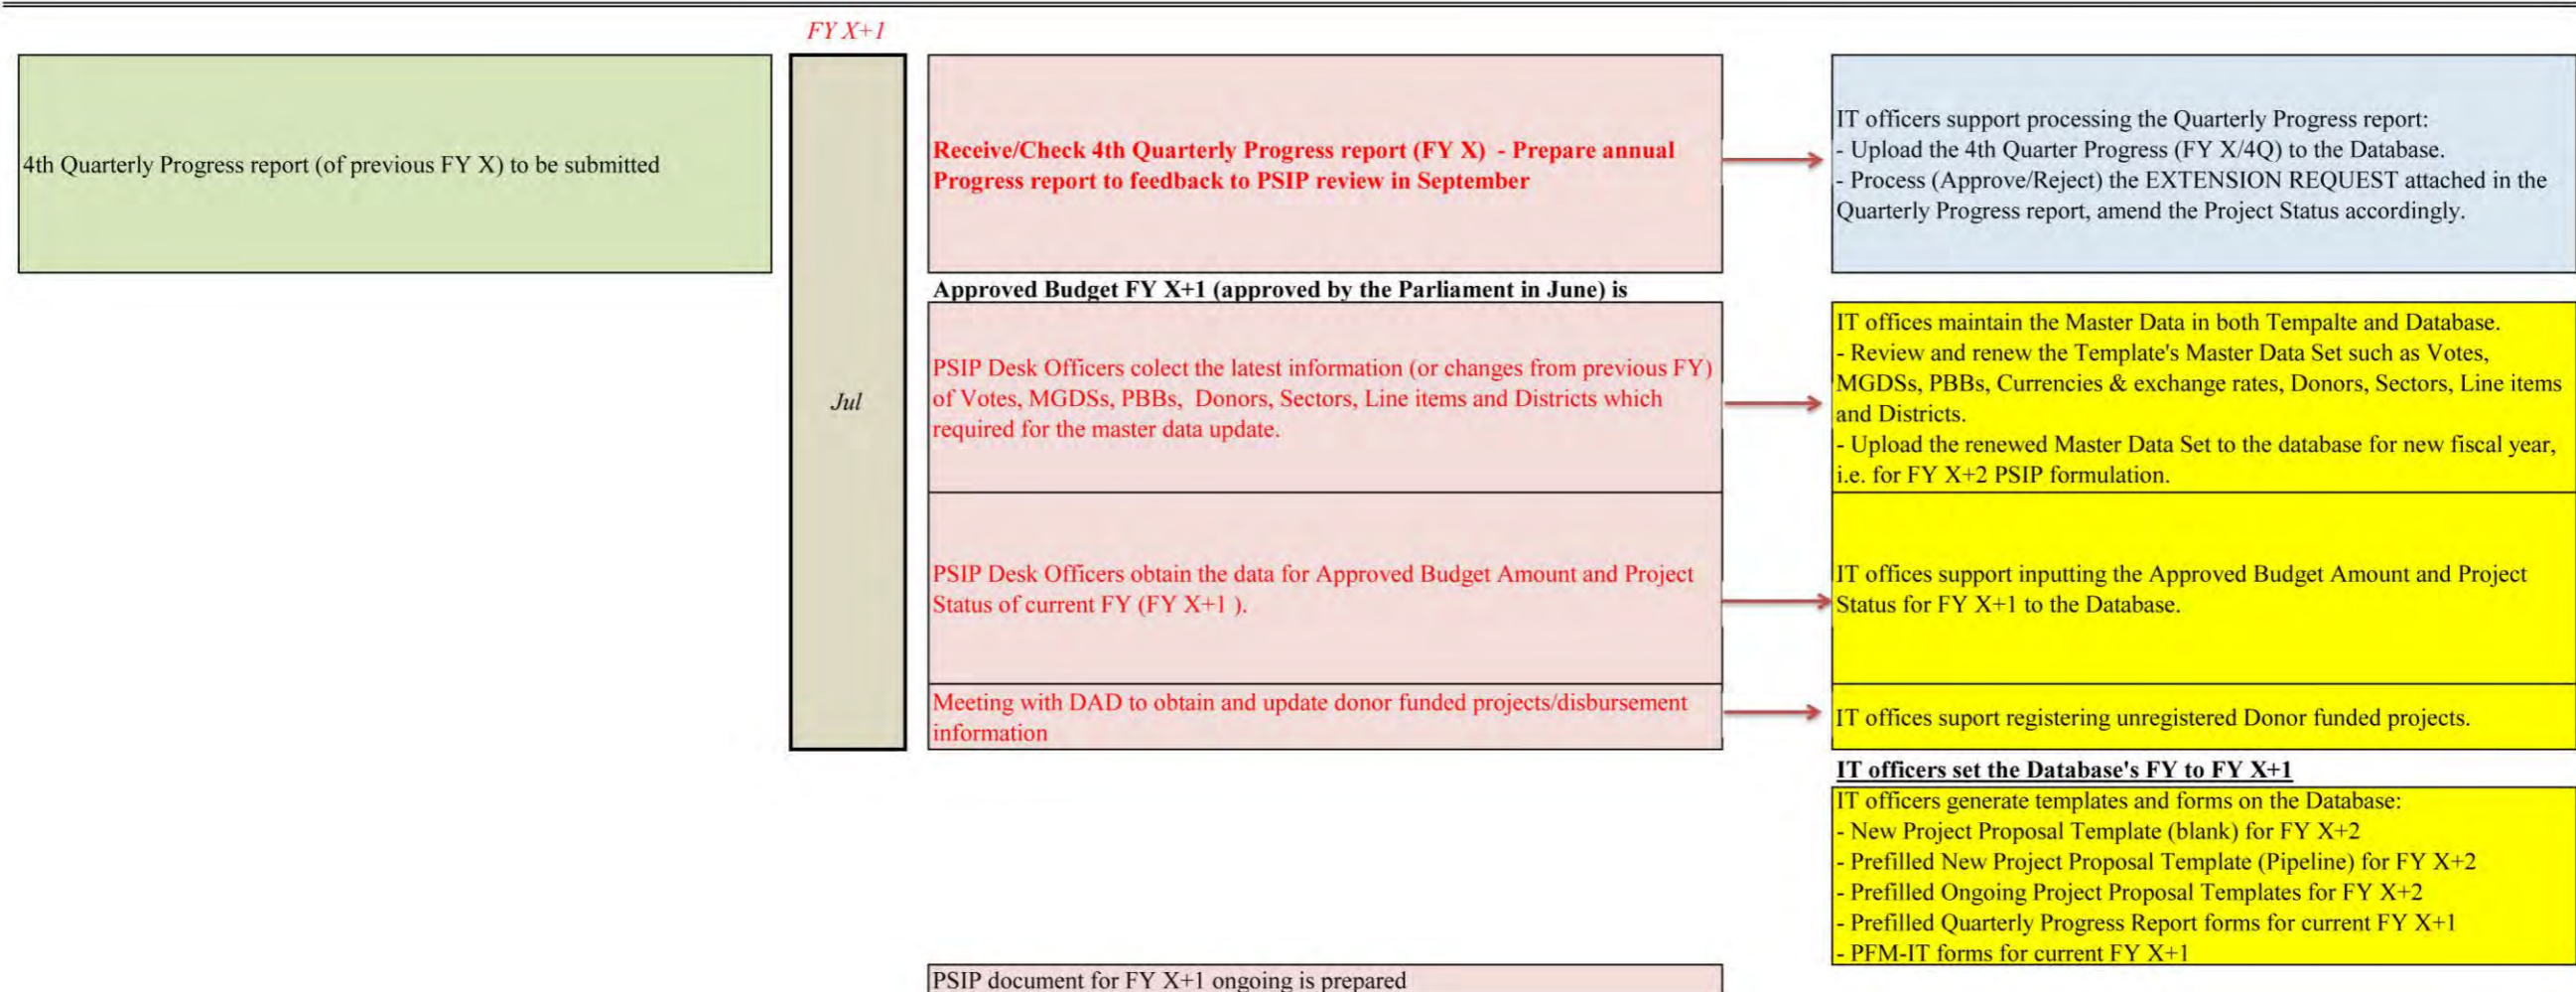 FY X+1
4th Quarterly Progress report (of previous FY X) to be submitted
Jul
Receive/Check 4th Quarterly Progress report (FY X)  - Prepare annual
Progress report to feedback to PSIP review in September
IT officers support processing the Quarterly Progress report:
- Upload the 4th Quarter Progress (FY X/4Q) to the Database.
- Process (Approve/Reject) the EXTENSION REQUEST attached in the
Quarterly Progress report, amend the Project Status accordingly.
Approved Budget FY X+1 (approved by the Parliament in June) is
PSIP Desk Officers colect the latest information (or changes from previous FY)
of Votes, MGDSs, PBBs,  Donors, Sectors, Line items and Districts which
required for the master data update.
IT offices maintain the Master Data in both Tempalte and Database.
- Review and renew the Template's Master Data Set such as Votes,
MGDSs, PBBs, Currencies & exchange rates, Donors, Sectors, Line items
and Districts.
- Upload the renewed Master Data Set to the database for new fiscal year,
i.e. for FY X+2 PSIP formulation.
PSIP Desk Officers obtain the data for Approved Budget Amount and Project
Status of current FY (FY X+1 ).
IT offices support inputting the Approved Budget Amount and Project
Status for FY X+1 to the Database.
Meeting with DAD to obtain and update donor funded projects/disbursement
information
IT offices suport registering unregistered Donor funded projects.
IT officers set the Database's FY to FY X+1
IT officers generate templates and forms on the Database:
- New Project Proposal Template (blank) for FY X+2
- Prefilled New Project Proposal Template (Pipeline) for FY X+2
- Prefilled Ongoing Project Proposal Templates for FY X+2
- Prefilled Quarterly Progress Report forms for current FY X+1
- PFM-IT forms for current FY X+1
PSIP document for FY X+1 ongoing is prepared